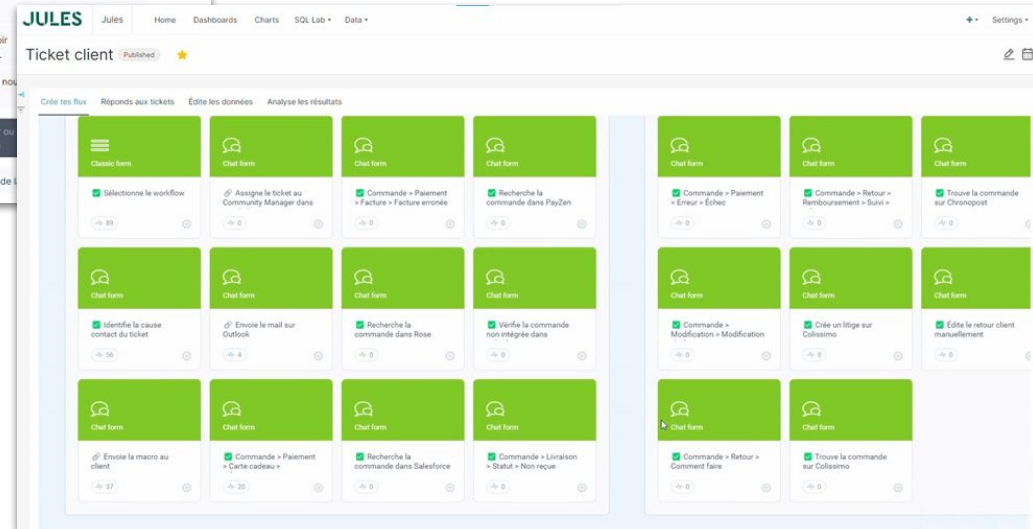 JULES
Jules
Home
Dashboards
Charts
SQL Lab
Data
Settings
Ticket client
Published
nou
ou
Crée tes flux
Réponds aux tickets
Édite les données
Analyse les résultats
Classic form
Chat form
Chat form
Chat form
Chat form
Chat form
Chat form
Sélectionne le workflow
Assigne le ticket au
Community Manager dans
Commande > Paiement
> Facture > Facture erronée
Recherche la
commande dans PayZen
Commande > Paiement
> Erreur > Échec
Commande > Retour >
Remboursement > Suivi >
Trouve la commande
sur Chronopost
89
0
0
0
0
0
0
Chat form
Chat form
Chat form
Chat form
Chat form
Chat form
Chat form
Identifie la cause
contact du ticket
Envoie le mail sur
Outlook
Recherche la
commande dans Rose
Vérifie la commande
non intégrée dans
Commande >
Modification > Modification
Crée un litige sur
Colissimo
Édite le retour client
manuellement
56
4
0
0
0
0
0
Chat form
Chat form
Chat form
Chat form
Chat form
Chat form
Envoie la macro au
client
Commande > Paiement
> Carte cadeau >
Recherche la
commande dans Salesforce
Commande > Livraison
> Statut > Non reçue
Commande > Retour >
Comment faire
Trouve la commande
sur Colissimo
37
20
0
0
0
0